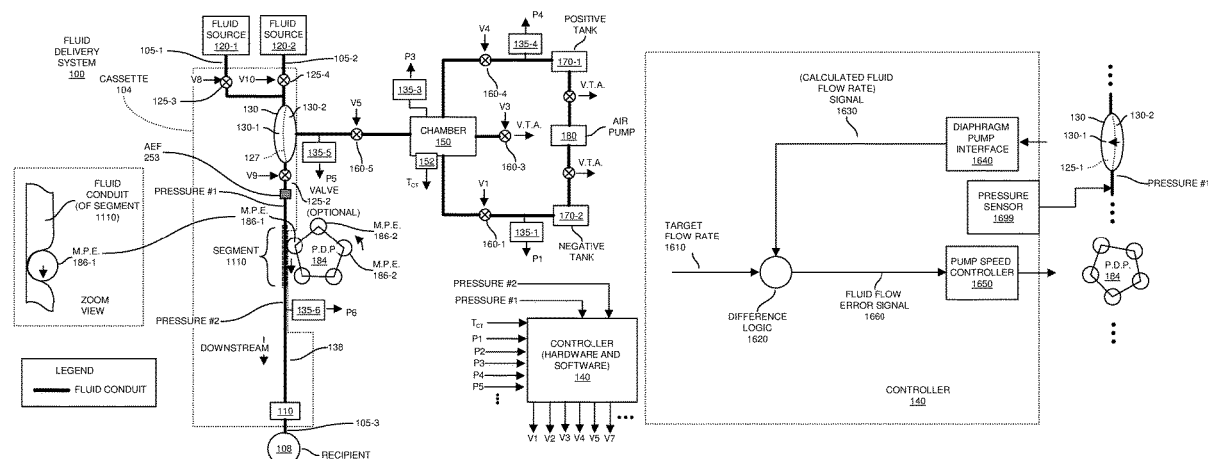 FLUID DELIVERY SYSTEM 100
FLUID SOURCE 120-1
FLUID SOURCE 120-2
105-1
105-2
CASSETTE 104
V8
V10
125-3
125-4
130
130-2
130-1
127
AEF 253
V9
PRESSURE #1
VALVE 125-2 (OPTIONAL)
135-5
P5
V5
160-5
P3
135-3
CHAMBER 150
152
TCT
V4
160-4
P4
135-4
POSITIVE TANK
170-1
V.T.A.
V3
V.T.A.
160-3
180
AIR PUMP
V.T.A.
V1
160-1
135-1
P1
170-2
NEGATIVE TANK
FLUID CONDUIT (OF SEGMENT 1110)
M.P.E. 186-1
ZOOM VIEW
M.P.E. 186-1
M.P.E. 186-2
M.P.E. 186-2
P.D.P. 184
SEGMENT 1110
PRESSURE #2
135-6
P6
DOWNSTREAM
138
110
105-3
108
RECIPIENT
LEGEND
FLUID CONDUIT
PRESSURE #2
PRESSURE #1
TCT
P1
P2
P3
P4
P5
CONTROLLER (HARDWARE AND SOFTWARE) 140
V1 V2 V3 V4 V5 V7
(CALCULATED FLUID FLOW RATE) SIGNAL 1630
DIAPHRAGM PUMP INTERFACE 1640
130
130-2
130-1
125-1
PRESSURE #1
PRESSURE SENSOR 1699
TARGET FLOW RATE 1610
DIFFERENCE LOGIC 1620
FLUID FLOW ERROR SIGNAL 1660
PUMP SPEED CONTROLLER 1650
P.D.P. 184
CONTROLLER 140